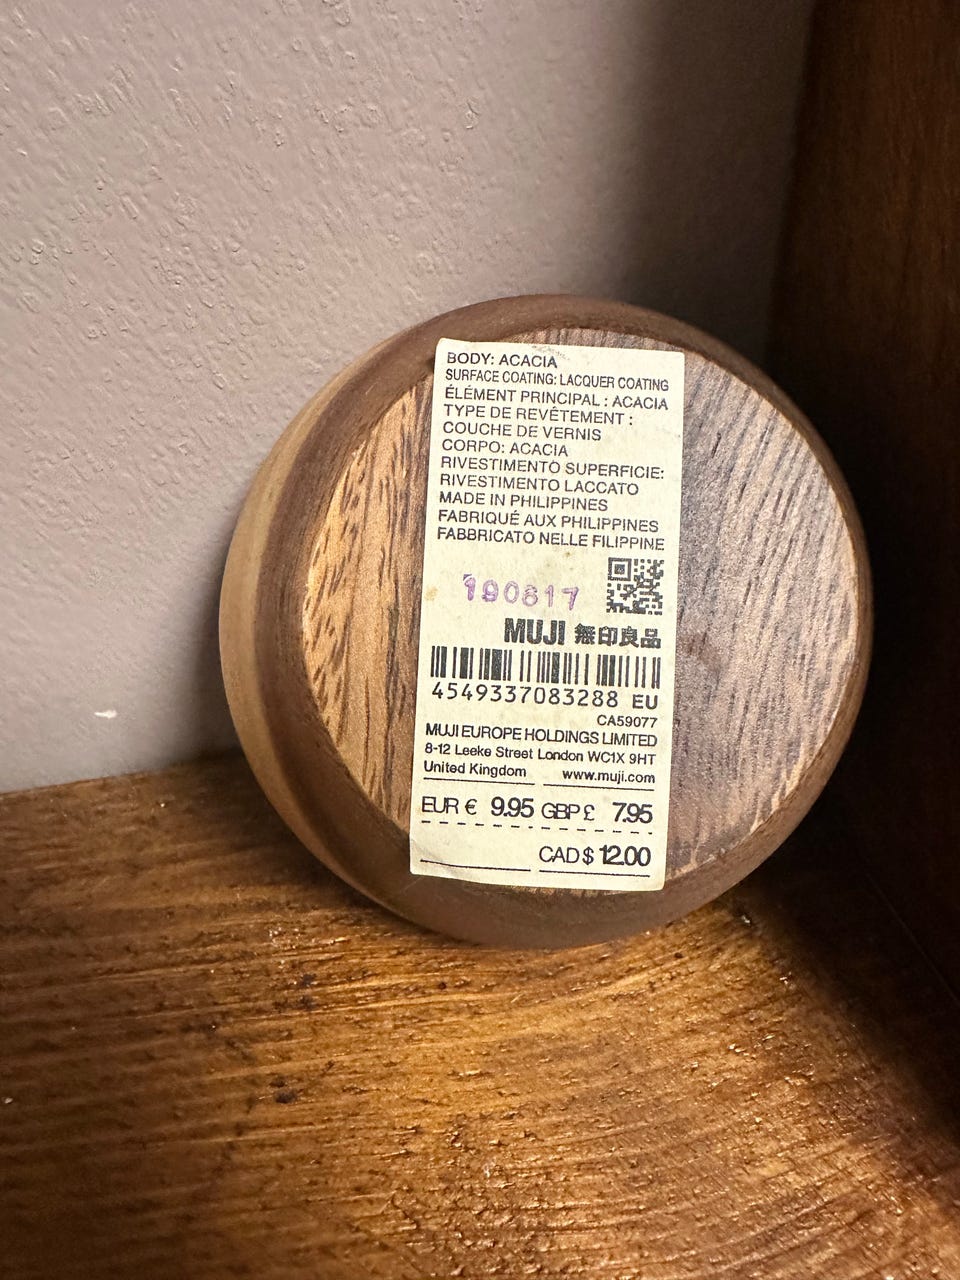 BODY: ACACIA
SURFACE COATING: LACQUER COATING
ÉLÉMENT PRINCIPAL : ACACIA
TYPE DE REVÊTEMENT :
COUCHE DE VERNIS
CORPO: ACACIA
RIVESTIMENTO SUPERFICIE:
RIVESTIMENTO LACCATO
MADE IN PHILIPPINES
FABRIQUÉ AUX PHILIPPINES
FABBRICATO NELLE FILIPPINE
190817
MUJI 無印良品
4549337083288 EU
CA59077
MUJI EUROPE HOLDINGS LIMITED
8-12 Leeke Street London WC1X 9HT
United Kingdom www.muji.com
EUR € 9.95 GBP £ 7.95
CAD $ 12.00